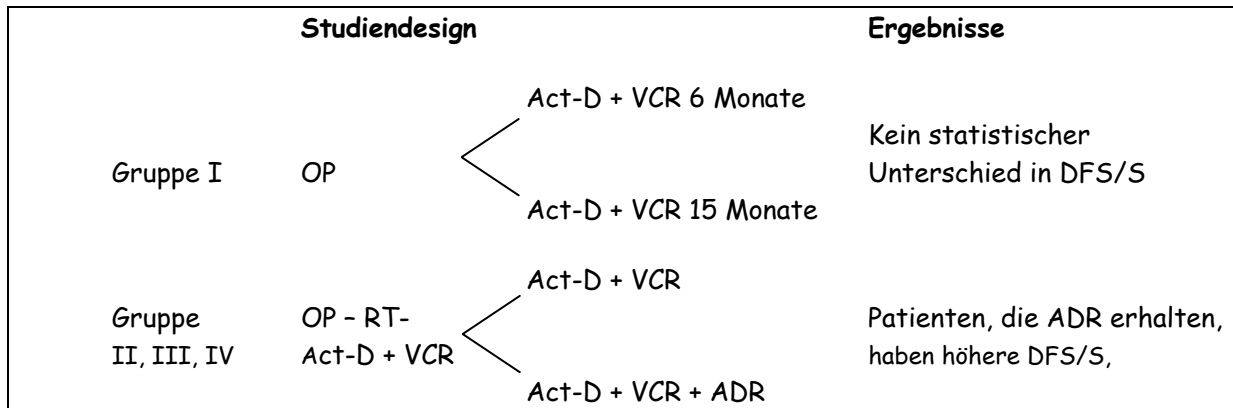 Studiendesign Ergebnisse
Act-D + VCR 6 Monate
Kein statistischer
Gruppe I OP Unterschied in DFS/S
Act-D + VCR 15 Monate
Act-D + VCR
Gruppe OP – RT- Patienten, die ADR erhalten,
II, III, IV Act-D + VCR haben höhere DFS/S,
Act-D + VCR + ADR